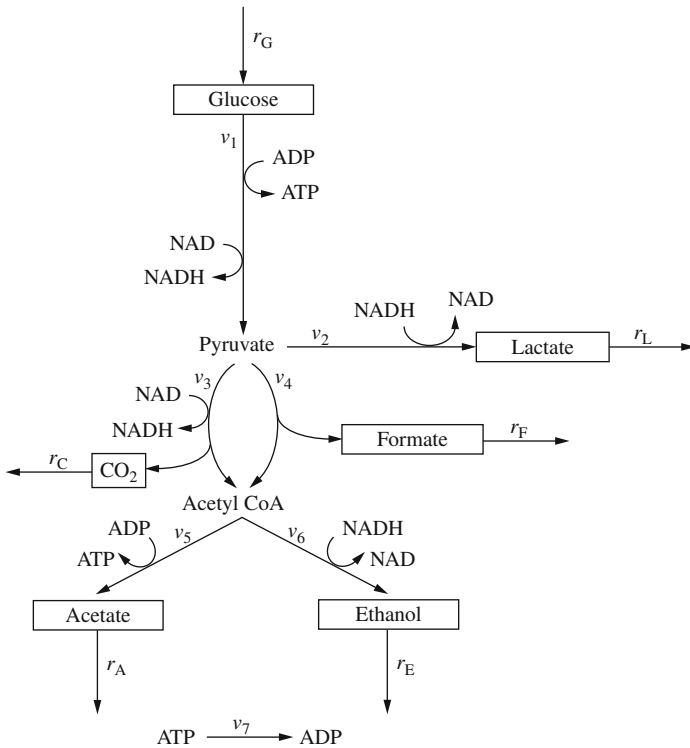 r_G
Glucose
v_1
ADP
ATP
NAD
NADH
Pyruvate
v_2
NADH
NAD
Lactate
r_L
v_3
v_4
NAD
NADH
Formate
r_F
r_C
CO_2
Acetyl CoA
ADP
ATP
v_5
v_6
NADH
NAD
Acetate
Ethanol
r_A
r_E
ATP v_7 ADP